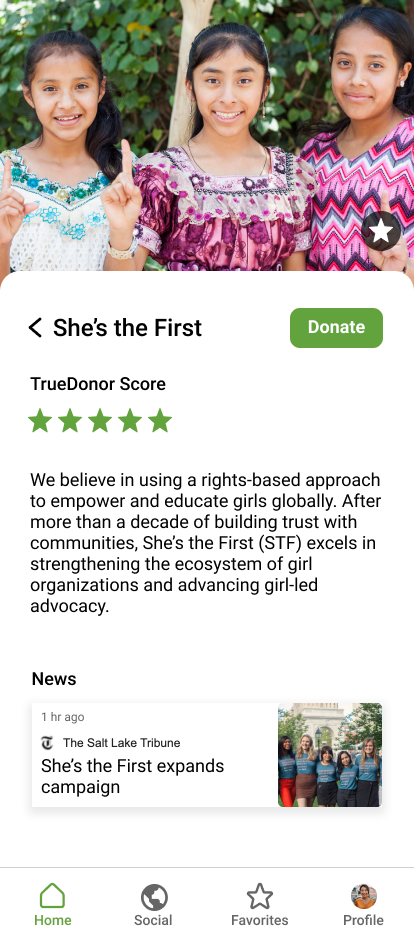 She’s the First
Donate
TrueDonor Score
We believe in using a rights-based approach
to empower and educate girls globally. After
more than a decade of building trust with
communities, She’s the First (STF) excels in
strengthening the ecosystem of girl
organizations and advancing girl-led
advocacy.
News
1 hr ago
The Salt Lake Tribune
She’s the First expands
campaign
Home
Social
Favorites
Profile